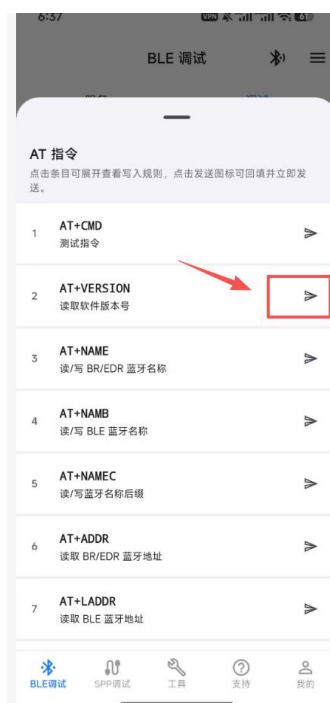 6:37
VPN
6
BLE 调试
调试
AT 指令
点击条目可展开查看写入规则，点击发送图标可回填并立即发
送。
1
AT+CMD
测试指令
2
AT+VERSION
读取软件版本号
3
AT+NAME
读/写 BR/EDR 蓝牙名称
4
AT+NAMB
读/写 BLE 蓝牙名称
5
AT+NAMEC
读/写蓝牙名称后缀
6
AT+ADDR
读取 BR/EDR 蓝牙地址
7
AT+LADDR
读取 BLE 蓝牙地址
BLE调试 SPP调试 工具 支持 我的